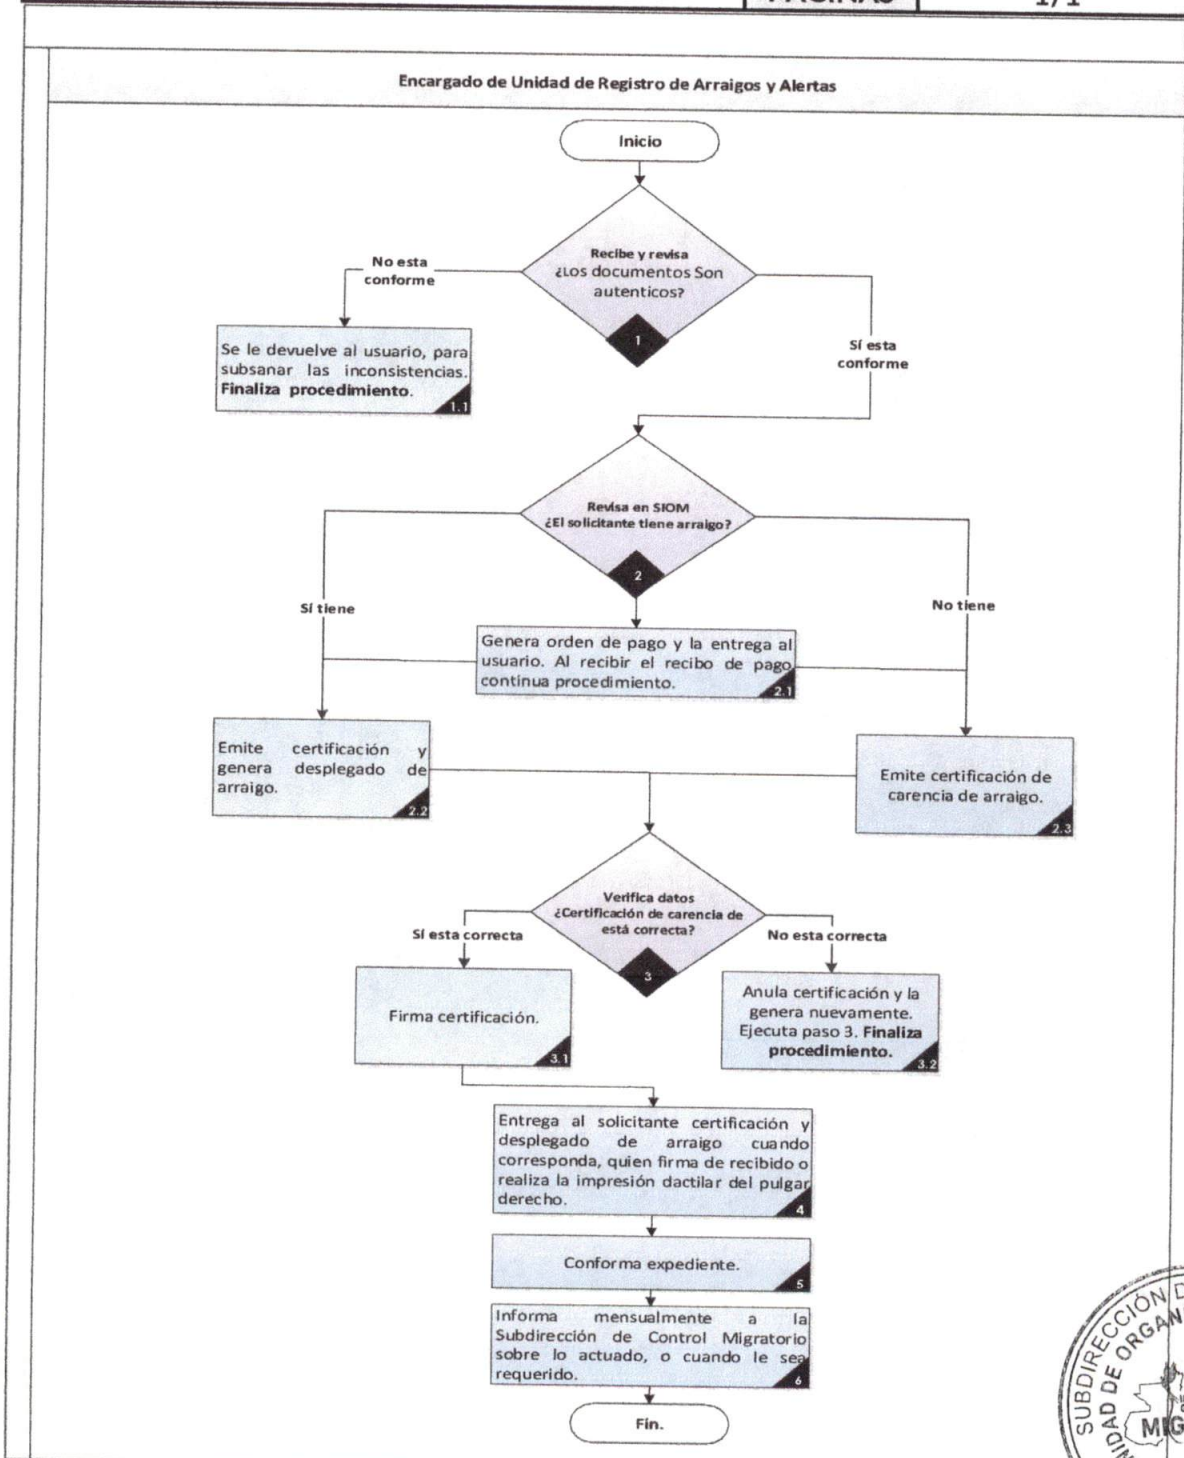 PÁGINAS
1/1
Encargado de Unidad de Registro de Arraigos y Alertas
Inicio
Recibe y revisa
¿Los documentos Son
autenticos?
1
No esta
conforme
Sí esta
conforme
Se le devuelve al usuario, para
subsanar las inconsistencias.
Finaliza procedimiento.
1.1
Revisa en SIOM
¿El solicitante tiene arraigo?
2
Sí tiene
No tiene
Genera orden de pago y la entrega al
usuario. Al recibir el recibo de pago
continua procedimiento.
2.1
Emite certificación y
genera desplegado de
arraigo.
2.2
Emite certificación de
carencia de arraigo.
2.3
Verifica datos
¿Certificación de carencia de
está correcta?
3
Sí esta correcta
No esta correcta
Firma certificación.
3.1
Anula certificación y la
genera nuevamente.
Ejecuta paso 3. Finaliza
procedimiento.
3.2
Entrega al solicitante certificación y
desplegado de arraigo cuando
corresponda, quien firma de recibido o
realiza la impresión dactilar del pulgar
derecho.
4
Conforma expediente.
5
Informa mensualmente a la
Subdirección de Control Migratorio
sobre lo actuado, o cuando le sea
requerido.
6
Fin.
SUBDIRECCIÓN D
NIDAD DE ORGANI
MIG